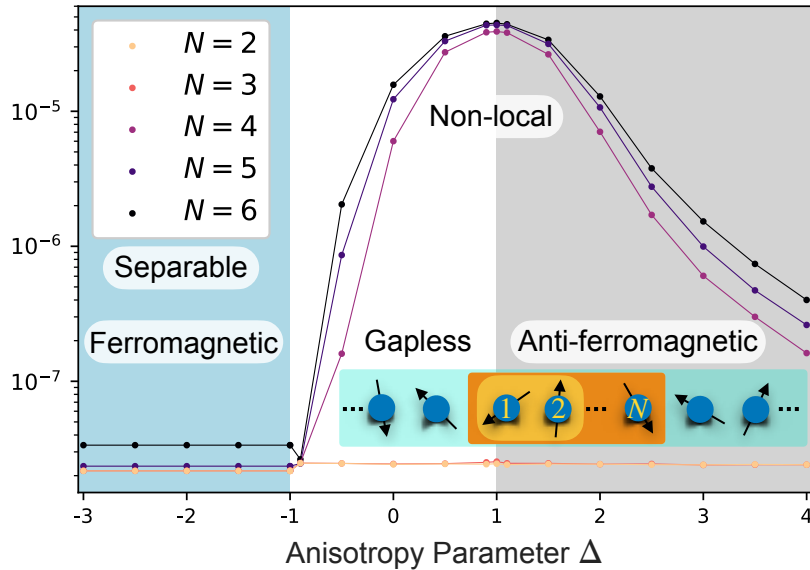 N = 2
N = 3
N = 4
N = 5
N = 6
10⁻⁵
10⁻⁶
10⁻⁷
Non-local
Separable
Ferromagnetic
Gapless
Anti-ferromagnetic
... 1 2 ... N ...
-3 -2 -1 0 1 2 3 4
Anisotropy Parameter Δ